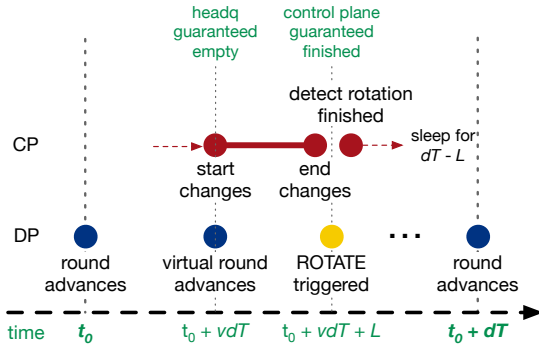 headq
guaranteed
empty
control plane
guaranteed
finished
detect rotation
finished
CP
sleep for
dT - L
start
changes
end
changes
DP
...
round
advances
virtual round
advances
ROTATE
triggered
round
advances
time
t₀
t₀ + vdT
t₀ + vdT + L
t₀ + dT